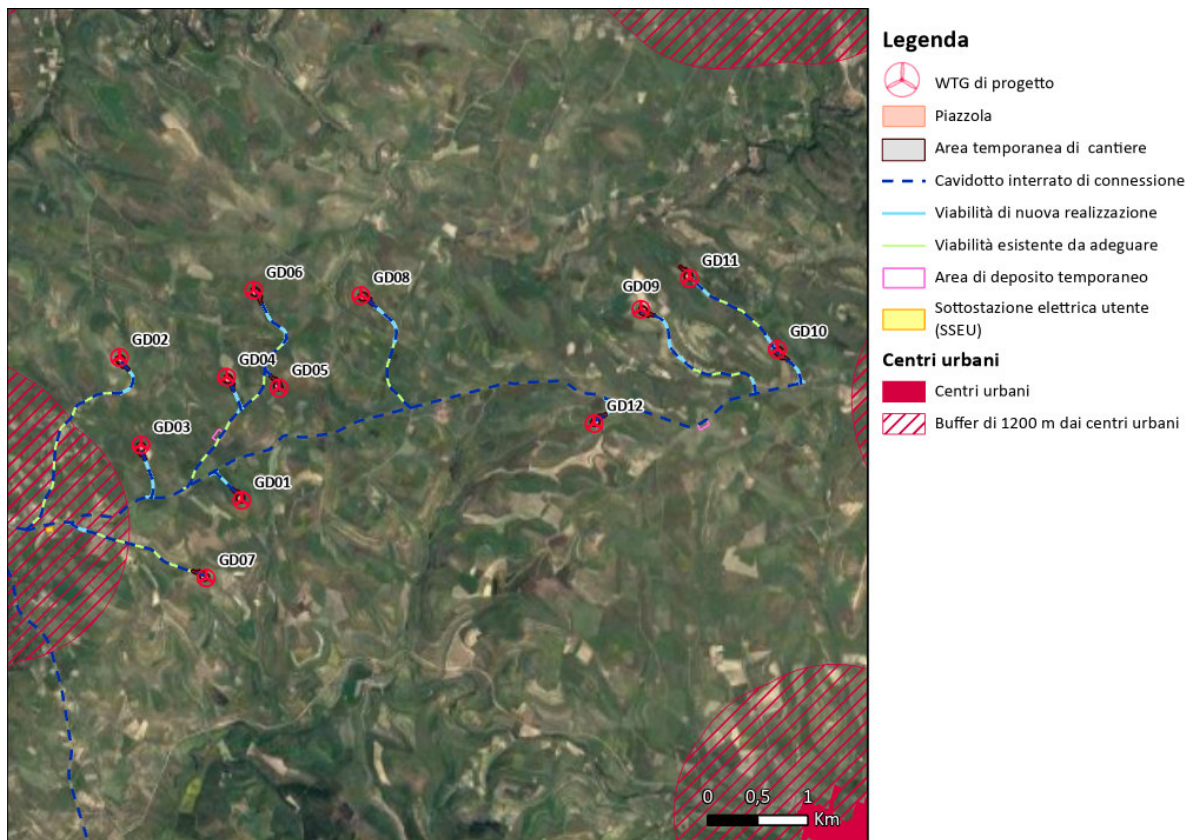 Legenda
WTG di progetto
Piazzola
Area temporanea di cantiere
Cavidotto interrato di connessione
Viabilità di nuova realizzazione
Viabilità esistente da adeguare
Area di deposito temporaneo
Sottostazione elettrica utente
(SSEU)
Centri urbani
Centri urbani
Buffer di 1200 m dai centri urbani
GD11
GD06
GD08
GD09
GD10
GD02
GD04
GD05
GD12
GD03
GD01
GD07
0 0,5 1
Km